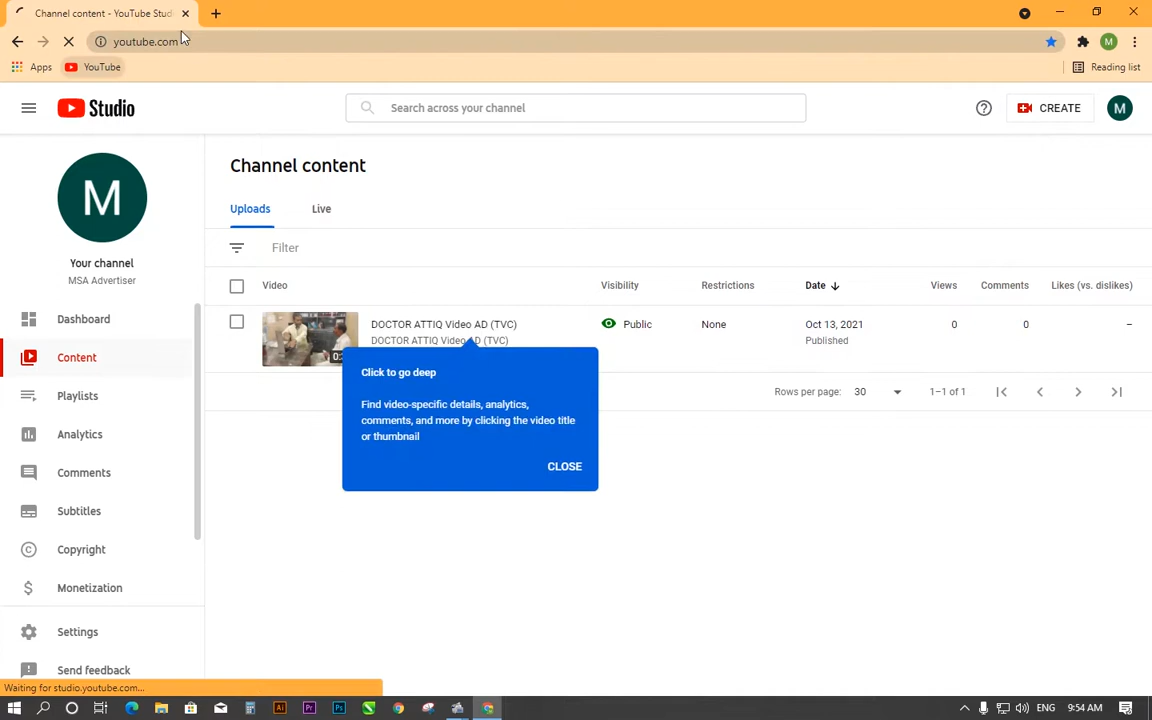 Channel content - YouTube Stud
youtube.com
Apps
YouTube
Reading list
M
Studio
Search across your channel
CREATE
M
M
Your channel
MSA Advertiser
Dashboard
Content
Playlists
Analytics
Comments
Subtitles
Copyright
Monetization
Settings
Send feedback
Channel content
Uploads
Live
Filter
Video
Visibility
Restrictions
Date
Views
Comments
Likes (vs. dislikes)
DOCTOR ATTIQ Video AD (TVC)
DOCTOR ATTIQ Video AD (TVC)
Public
None
Oct 13, 2021
Published
0
0
–
Click to go deep
Find video-specific details, analytics,
comments, and more by clicking the video title
or thumbnail
CLOSE
Rows per page:
30
1–1 of 1
Waiting for studio.youtube.com...
Ai
Pr
Ps
ENG
9:54 AM